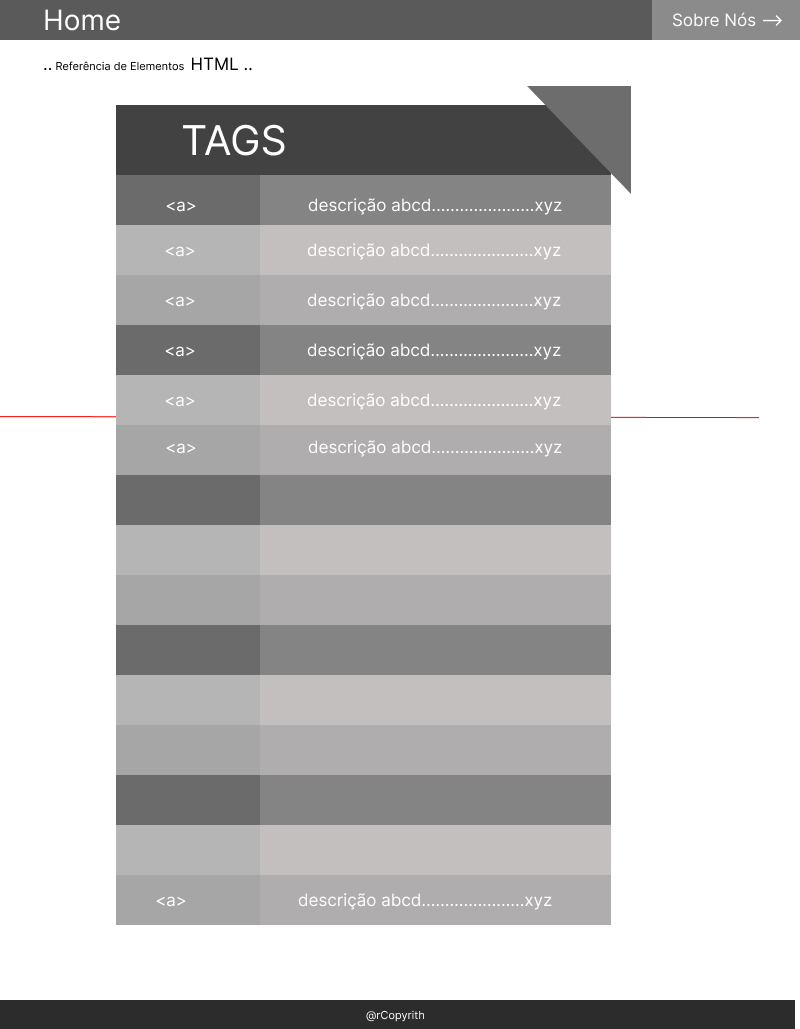 Home Sobre Nós →
.. Referência de Elementos HTML ..
TAGS
<a> descrição abcd......................xyz
<a> descrição abcd......................xyz
<a> descrição abcd......................xyz
<a> descrição abcd......................xyz
<a> descrição abcd......................xyz
<a> descrição abcd......................xyz
<a> descrição abcd......................xyz
@rCopyrith